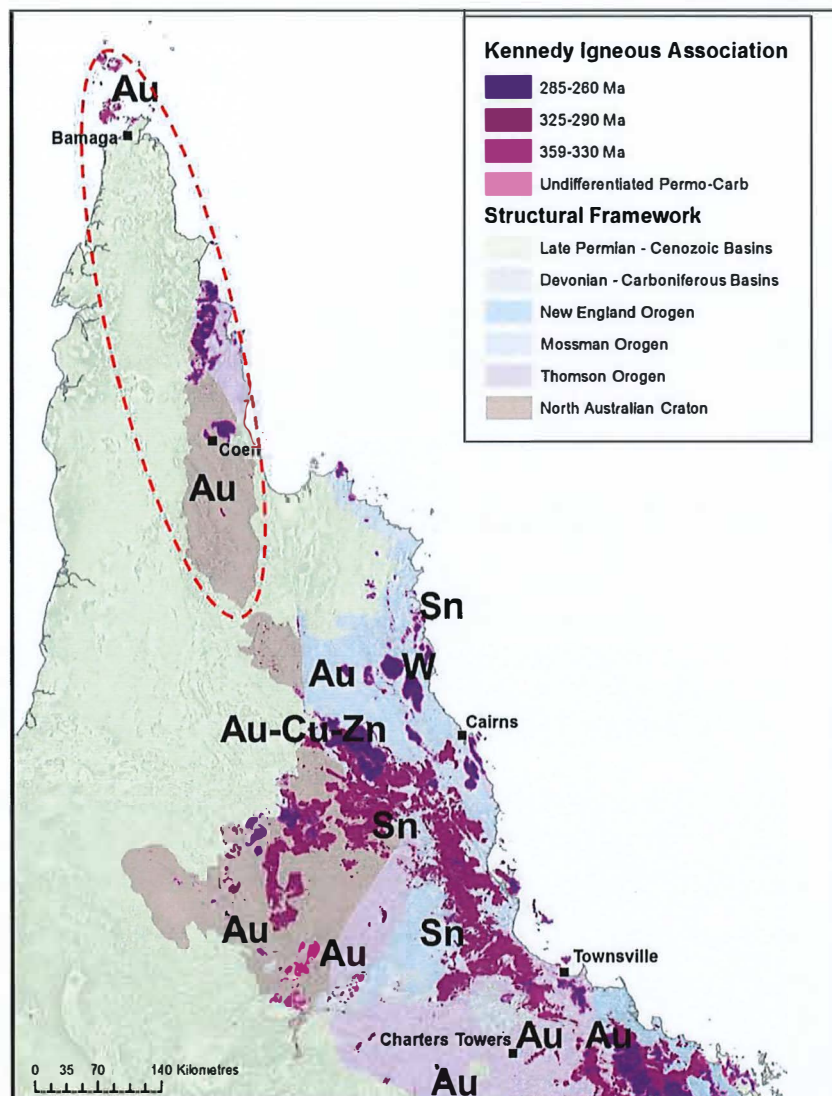 Au
Bamaga
Coen
Au
Sn
Au
W
Cairns
Au-Cu-Zn
Sn
Au
Au
Sn
Townsville
Charters Towers
Au
Au
Au
0 35 70 140 Kilometres
Kennedy Igneous Association
285-260 Ma
325-290 Ma
359-330 Ma
Undifferentiated Permo-Carb
Structural Framework
Late Permian - Cenozoic Basins
Devonian - Carboniferous Basins
New England Orogen
Mossman Orogen
Thomson Orogen
North Australian Craton